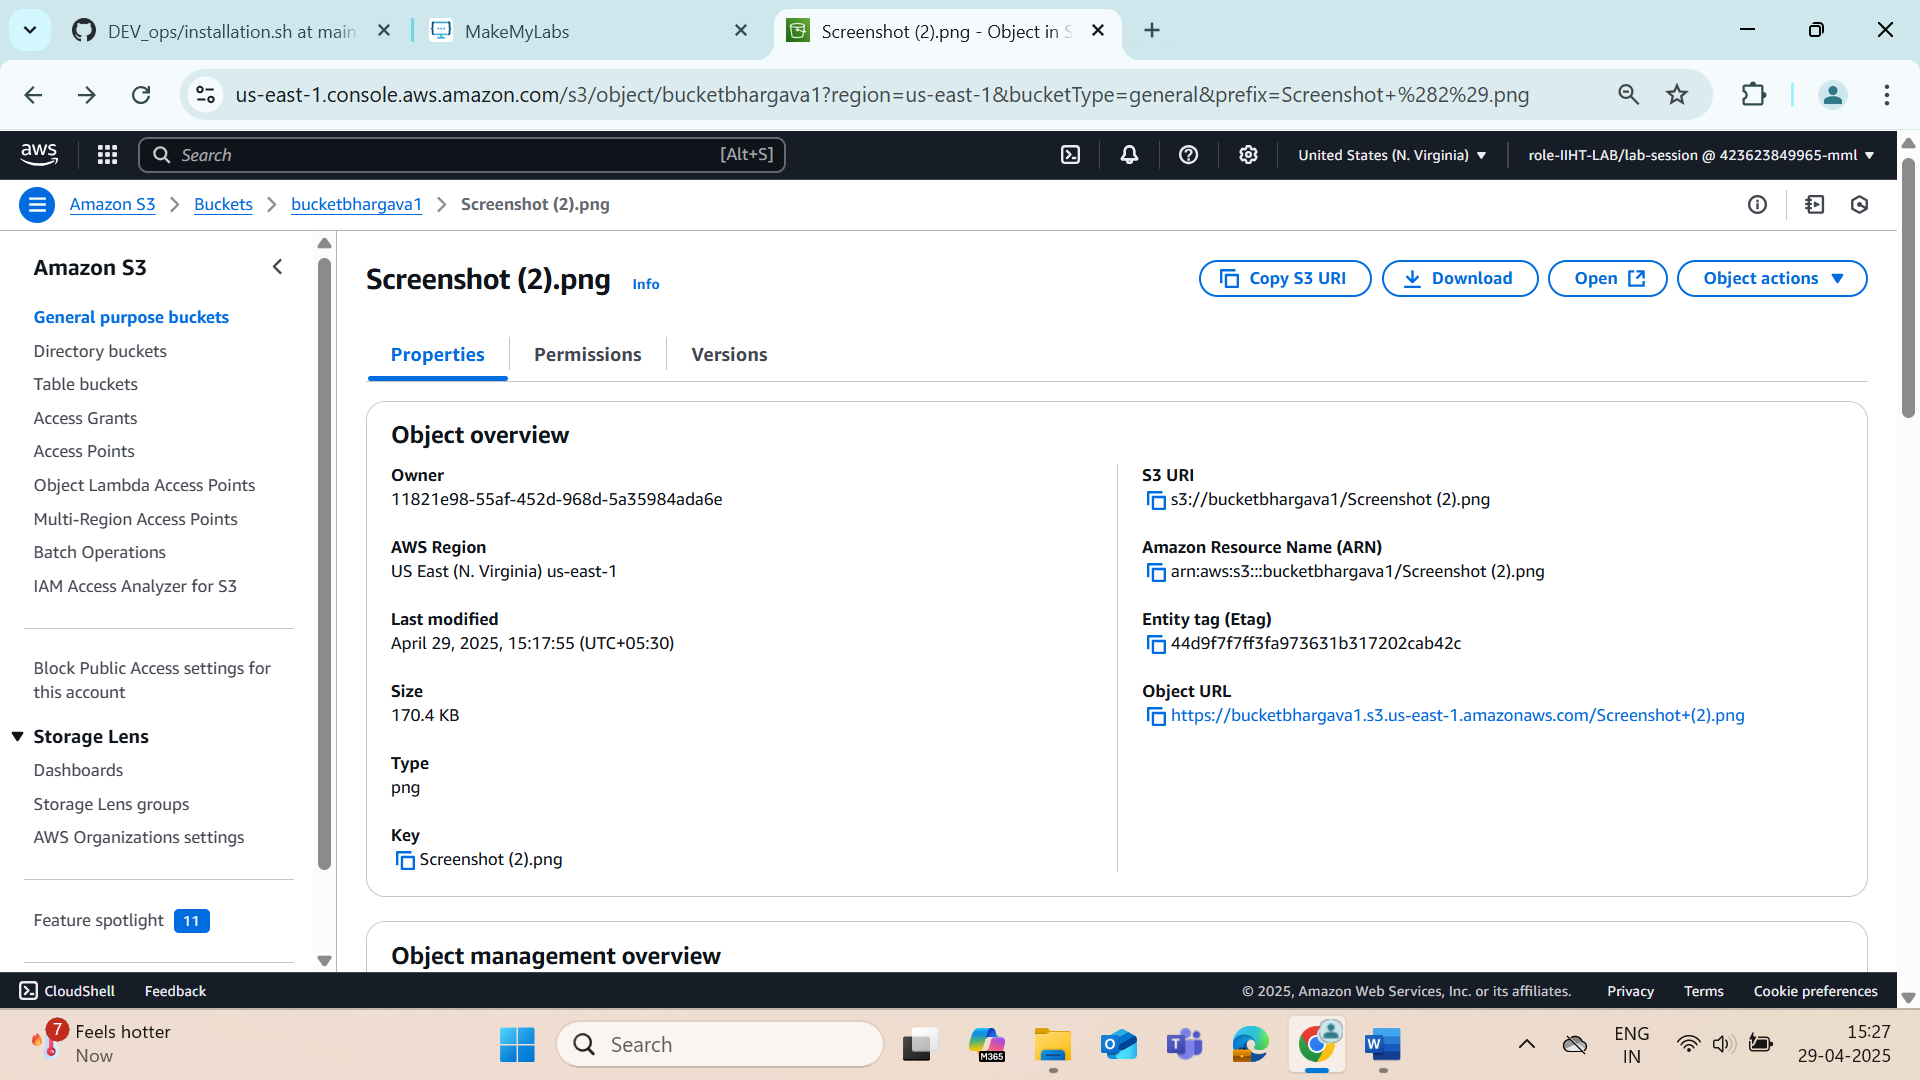 DEV_ops/installation.sh at main
MakeMyLabs
Screenshot (2).png - Object in S
us-east-1.console.aws.amazon.com/s3/object/bucketbhargava1?region=us-east-1&bucketType=general&prefix=Screenshot+%282%29.png
aws
Search
[Alt+S]
United States (N. Virginia)
role-IIHT-LAB/lab-session @ 423623849965-mml
Amazon S3
Buckets
bucketbhargava1
Screenshot (2).png
Amazon S3
General purpose buckets
Directory buckets
Table buckets
Access Grants
Access Points
Object Lambda Access Points
Multi-Region Access Points
Batch Operations
IAM Access Analyzer for S3
Block Public Access settings for
this account
Storage Lens
Dashboards
Storage Lens groups
AWS Organizations settings
Feature spotlight 11
Screenshot (2).png Info
Copy S3 URI
Download
Open
Object actions
Properties
Permissions
Versions
Object overview
Owner
11821e98-55af-452d-968d-5a35984ada6e
AWS Region
US East (N. Virginia) us-east-1
Last modified
April 29, 2025, 15:17:55 (UTC+05:30)
Size
170.4 KB
Type
png
Key
Screenshot (2).png
S3 URI
s3://bucketbhargava1/Screenshot (2).png
Amazon Resource Name (ARN)
arn:aws:s3:::bucketbhargava1/Screenshot (2).png
Entity tag (Etag)
44d9f7f7ff3fa973631b317202cab42c
Object URL
https://bucketbhargava1.s3.us-east-1.amazonaws.com/Screenshot+(2).png
Object management overview
CloudShell
Feedback
© 2025, Amazon Web Services, Inc. or its affiliates.
Privacy
Terms
Cookie preferences
7
Feels hotter
Now
Search
M365
ENG
IN
15:27
29-04-2025